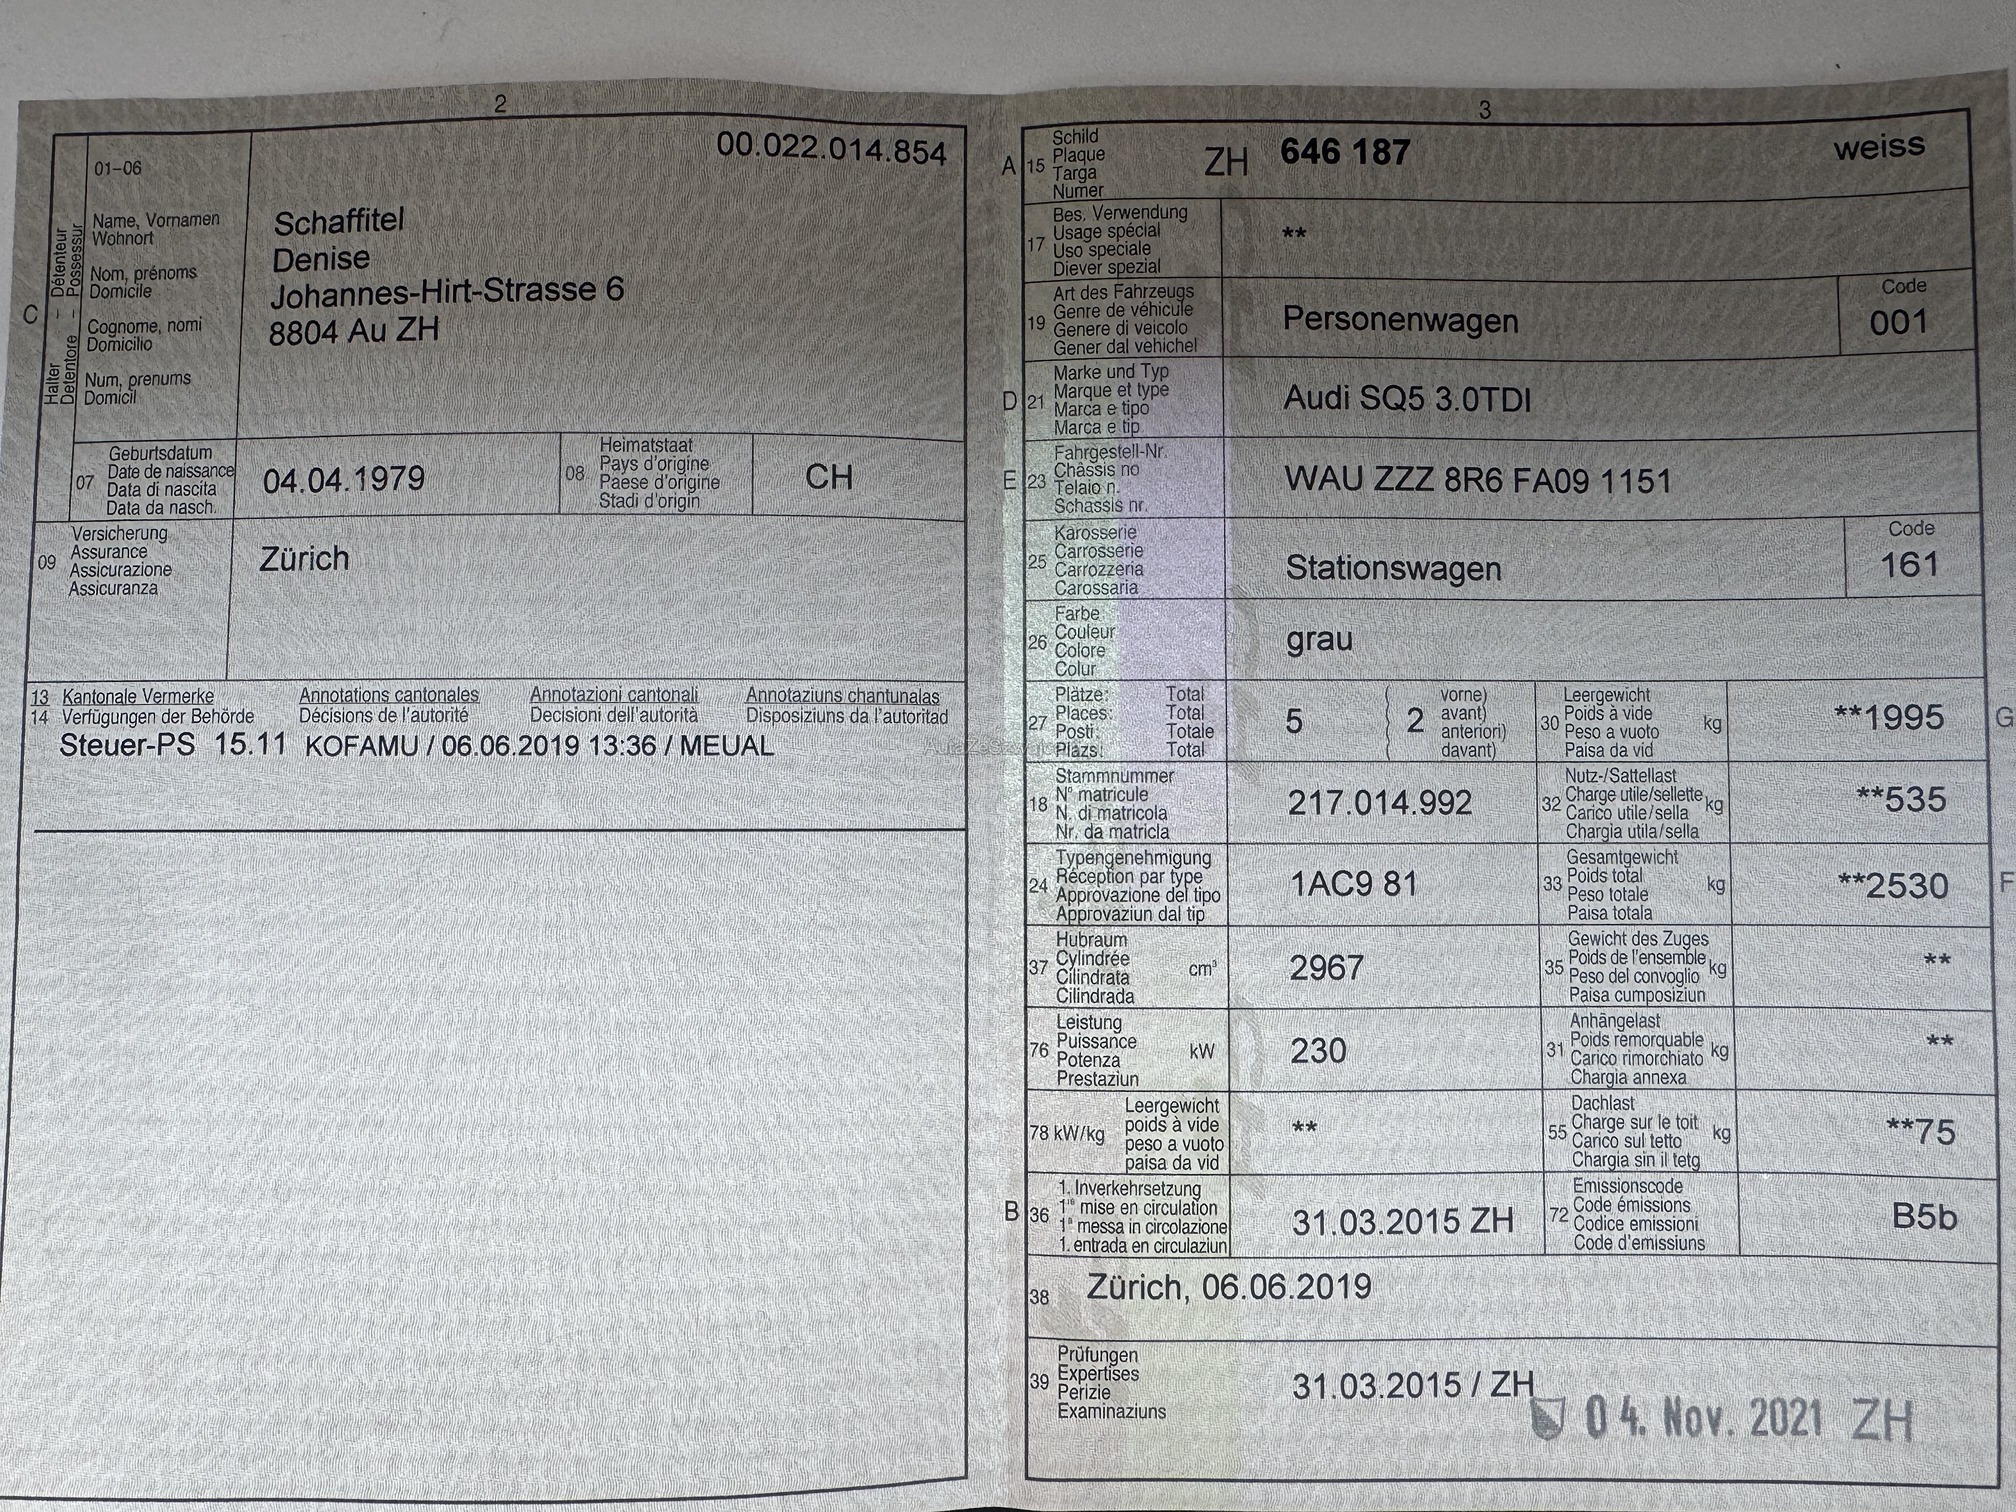 2
00.022.014.854
01-06
Name, Vornamen
Wohnort
Nom, prénoms
Domicile
Cognome, nomi
Domicilio
Num, prenums
Domicil
C
Halter – Détenteur
Detentore – Possessur
Schaffitel
Denise
Johannes-Hirt-Strasse 6
8804 Au ZH
07
Geburtsdatum
Date de naissance
Data di nascita
Data da nasch.
04.04.1979
08
Heimatstaat
Pays d'origine
Paese d'origine
Stadi d'origin
CH
09
Versicherung
Assurance
Assicurazione
Assicuranza
Zürich
13 Kantonale Vermerke Annotations cantonales Annotazioni cantonali Annotaziuns chantunalas
14 Verfügungen der Behörde Décisions de l'autorité Decisioni dell'autorità Disposiziuns da l'autoritad
Steuer-PS 15.11 KOFAMU / 06.06.2019 13:36 / MEUAL
3
A 15
Schild
Plaque
Targa
Numer
ZH 646 187 weiss
17
Bes. Verwendung
Usage spécial
Uso speciale
Diever spezial
**
19
Art des Fahrzeugs
Genre de véhicule
Genere di veicolo
Gener dal vehichel
Personenwagen
Code
001
D 21
Marke und Typ
Marque et type
Marca e tipo
Marca e tip
Audi SQ5 3.0TDI
E 23
Fahrgestell-Nr.
Châssis no
Telaio n.
Schassis nr.
WAU ZZZ 8R6 FA09 1151
25
Karosserie
Carrosserie
Carrozzeria
Carossaria
Stationswagen
Code
161
26
Farbe
Couleur
Colore
Colur
grau
27
Plätze: Total
Places: Total
Posti: Totale
Plazs: Total
5
( 2
vorne)
avant)
anteriori)
davant)
30
Leergewicht
Poids à vide
Peso a vuoto
Paisa da vid
kg
**1995
G
18
Stammnummer
N° matricule
N. di matricola
Nr. da matricla
217.014.992
32
Nutz-/Sattellast
Charge utile/sellette
Carico utile/sella
Chargia utila/sella
kg
**535
24
Typengenehmigung
Réception par type
Approvazione del tipo
Approvaziun dal tip
1AC9 81
33
Gesamtgewicht
Poids total
Peso totale
Paisa totala
kg
**2530
F
37
Hubraum
Cylindrée
Cilindrata
Cilindrada
cm³
2967
35
Gewicht des Zuges
Poids de l'ensemble
Peso del convoglio
Paisa cumposiziun
kg
**
76
Leistung
Puissance
Potenza
Prestaziun
kW
230
31
Anhängelast
Poids remorquable
Carico rimorchiato
Chargia annexa
kg
**
78 kW/kg
Leergewicht
poids à vide
peso a vuoto
paisa da vid
**
55
Dachlast
Charge sur le toit
Carico sul tetto
Chargia sin il tetg
kg
**75
B 36
1. Inverkehrsetzung
1re mise en circulation
1a messa in circolazione
1. entrada en circulaziun
31.03.2015 ZH
72
Emissionscode
Code émissions
Codice emissioni
Code d'emissiuns
B5b
38
Zürich, 06.06.2019
39
Prüfungen
Expertises
Perizie
Examinaziuns
31.03.2015 / ZH
04. Nov. 2021 ZH